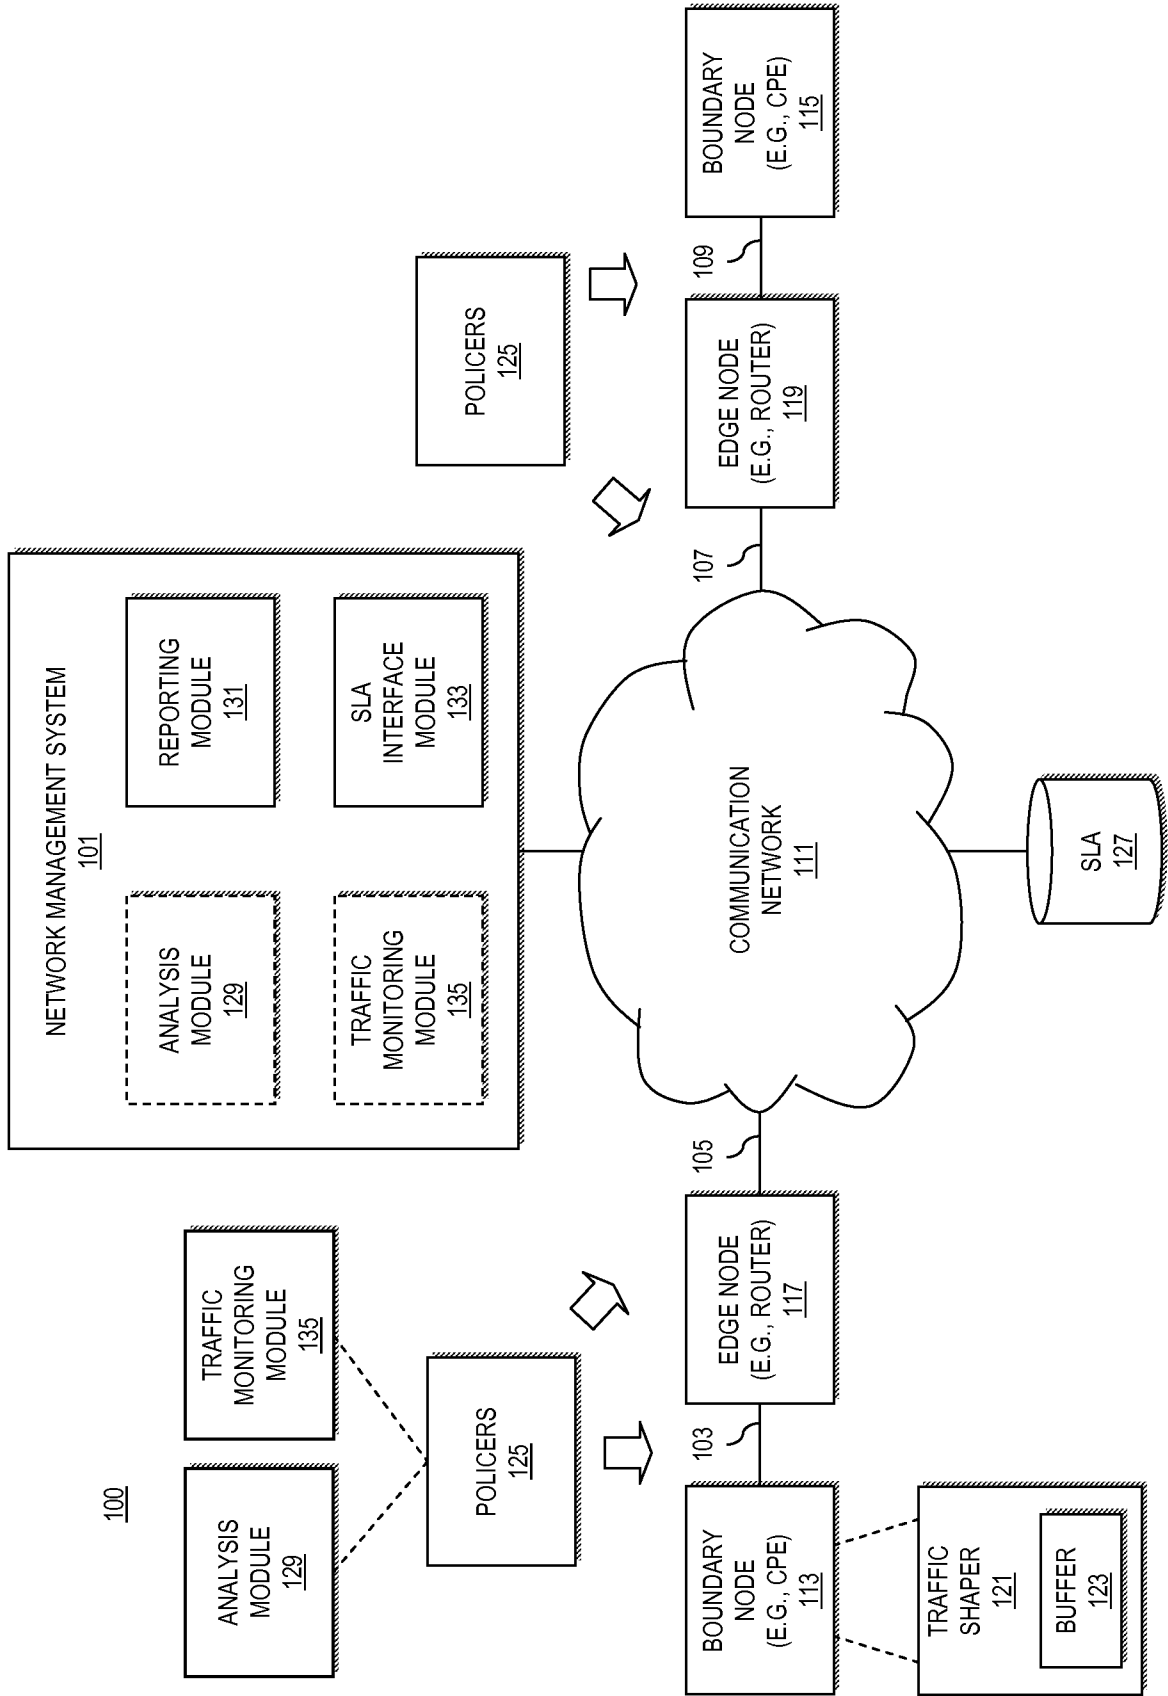 100
NETWORK MANAGEMENT SYSTEM
101
ANALYSIS
MODULE
129
REPORTING
MODULE
131
TRAFFIC
MONITORING
MODULE
135
SLA
INTERFACE
MODULE
133
ANALYSIS
MODULE
129
TRAFFIC
MONITORING
MODULE
135
POLICERS
125
POLICERS
125
BOUNDARY
NODE
(E.G., CPE)
113
103
EDGE NODE
(E.G., ROUTER)
117
105
COMMUNICATION
NETWORK
111
107
EDGE NODE
(E.G., ROUTER)
119
109
BOUNDARY
NODE
(E.G., CPE)
115
TRAFFIC
SHAPER
121
BUFFER
123
SLA
127